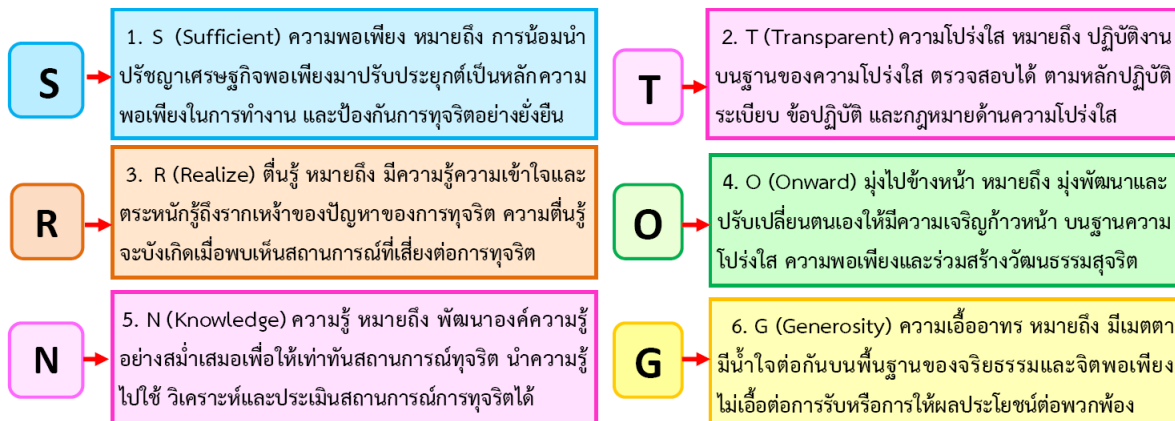 S
1. S (Sufficient) ความพอเพียง หมายถึง การน้อมนำ
ปรัชญาเศรษฐกิจพอเพียงมาปรับประยุกต์เป็นหลักความ
พอเพียงในการทำงาน และป้องกันการทุจริตอย่างยั่งยืน
T
2. T (Transparent) ความโปร่งใส หมายถึง ปฏิบัติงาน
บนฐานของความโปร่งใส ตรวจสอบได้ ตามหลักปฏิบัติ
ระเบียบ ข้อปฏิบัติ และกฎหมายด้านความโปร่งใส
R
3. R (Realize) ตื่นรู้ หมายถึง มีความรู้ความเข้าใจและ
ตระหนักรู้ถึงรากเหง้าของปัญหาของการทุจริต ความตื่นรู้
จะบังเกิดเมื่อพบเห็นสถานการณ์ที่เสี่ยงต่อการทุจริต
O
4. O (Onward) มุ่งไปข้างหน้า หมายถึง มุ่งพัฒนาและ
ปรับเปลี่ยนตนเองให้มีความเจริญก้าวหน้า บนฐานความ
โปร่งใส ความพอเพียงและร่วมสร้างวัฒนธรรมสุจริต
N
5. N (Knowledge) ความรู้ หมายถึง พัฒนาองค์ความรู้
อย่างสม่ำเสมอเพื่อให้เท่าทันสถานการณ์ทุจริต นำความรู้
ไปใช้ วิเคราะห์และประเมินสถานการณ์การทุจริตได้
G
6. G (Generosity) ความเอื้ออาทร หมายถึง มีเมตตา
มีน้ำใจต่อกันบนพื้นฐานของจริยธรรมและจิตพอเพียง
ไม่เอื้อต่อการรับหรือการให้ผลประโยชน์ต่อพวกพ้อง